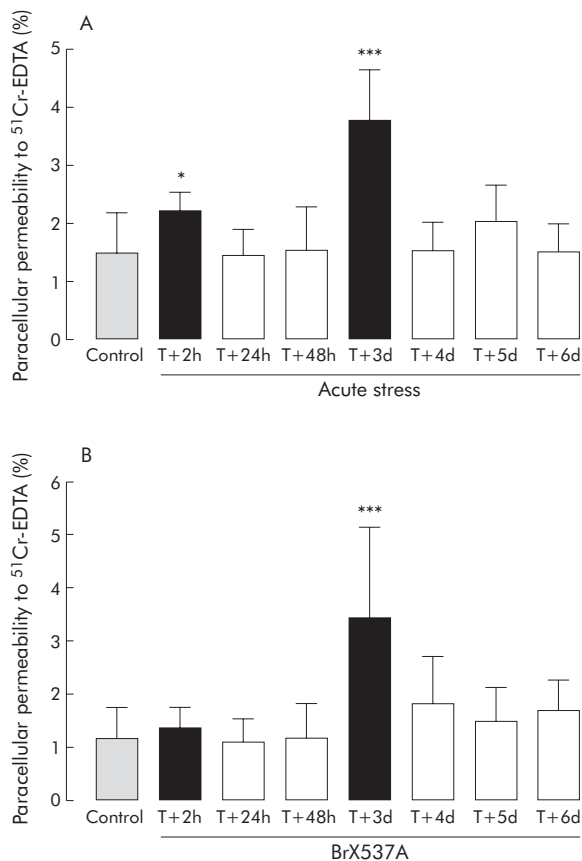 A
Paracellular permeability to ⁵¹Cr-EDTA (%)
5
4
3
2
1
0
*
***
Control T+2h T+24h T+48h T+3d T+4d T+5d T+6d
Acute stress
B
Paracellular permeability to ⁵¹Cr-EDTA (%)
6
5
4
3
2
1
0
***
Control T+2h T+24h T+48h T+3d T+4d T+5d T+6d
BrX537A